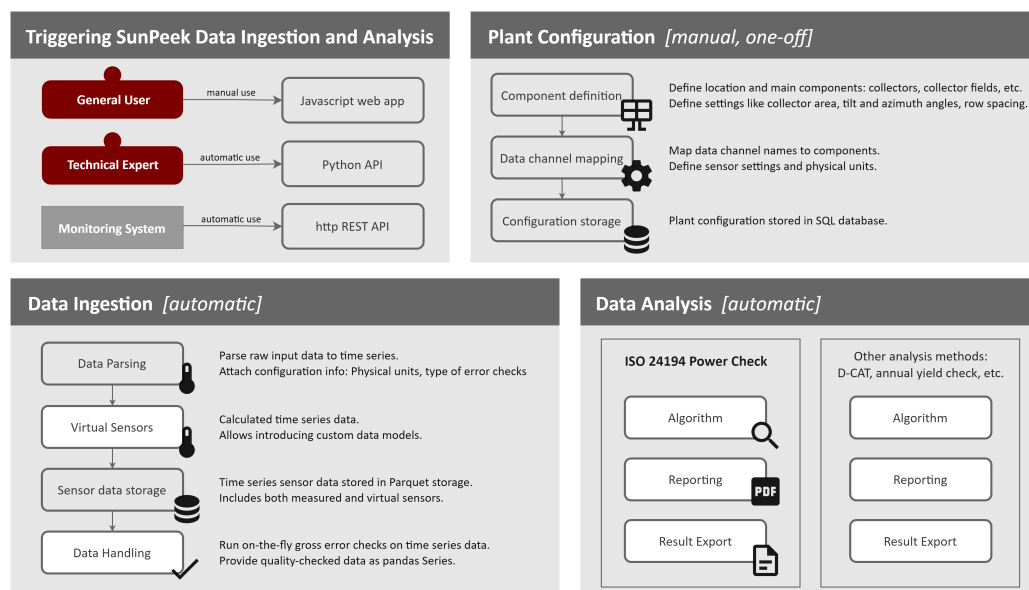 Triggering SunPeek Data Ingestion and Analysis
General User
manual use
Javascript web app
Technical Expert
automatic use
Python API
Monitoring System
automatic use
http REST API
Plant Configuration [manual, one-off]
Component definition
Define location and main components: collectors, collector fields, etc.
Define settings like collector area, tilt and azimuth angles, row spacing.
Data channel mapping
Map data channel names to components.
Define sensor settings and physical units.
Configuration storage
Plant configuration stored in SQL database.
Data Ingestion [automatic]
Data Parsing
Parse raw input data to time series.
Attach configuration info: Physical units, type of error checks
Virtual Sensors
Calculated time series data.
Allows introducing custom data models.
Sensor data storage
Time series sensor data stored in Parquet storage.
Includes both measured and virtual sensors.
Data Handling
Run on-the-fly gross error checks on time series data.
Provide quality-checked data as pandas Series.
Data Analysis [automatic]
ISO 24194 Power Check
Algorithm
Reporting
PDF
Result Export
Other analysis methods:
D-CAT, annual yield check, etc.
Algorithm
Reporting
Result Export